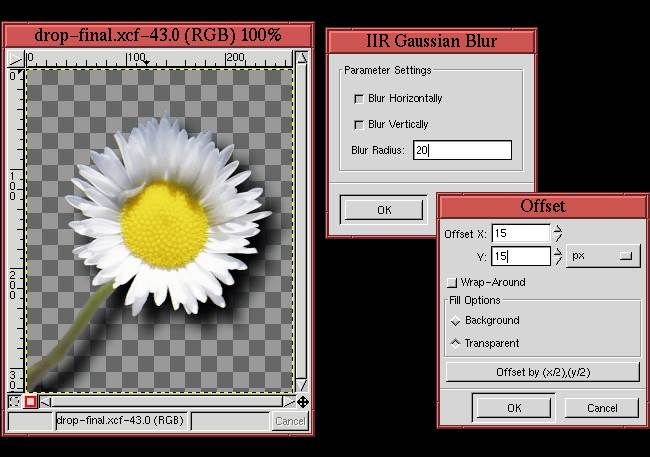 drop-final.xcf-43.0 (RGB) 100%
0 100 200
0
100
200
30
drop-final.xcf-43.0 (RGB)
Cancel
IIR Gaussian Blur
Parameter Settings
Blur Horizontally
Blur Vertically
Blur Radius: 20
OK
Offset
Offset X: 15
Y: 15 px
Wrap-Around
Fill Options
Background
Transparent
Offset by (x/2),(y/2)
OK Cancel